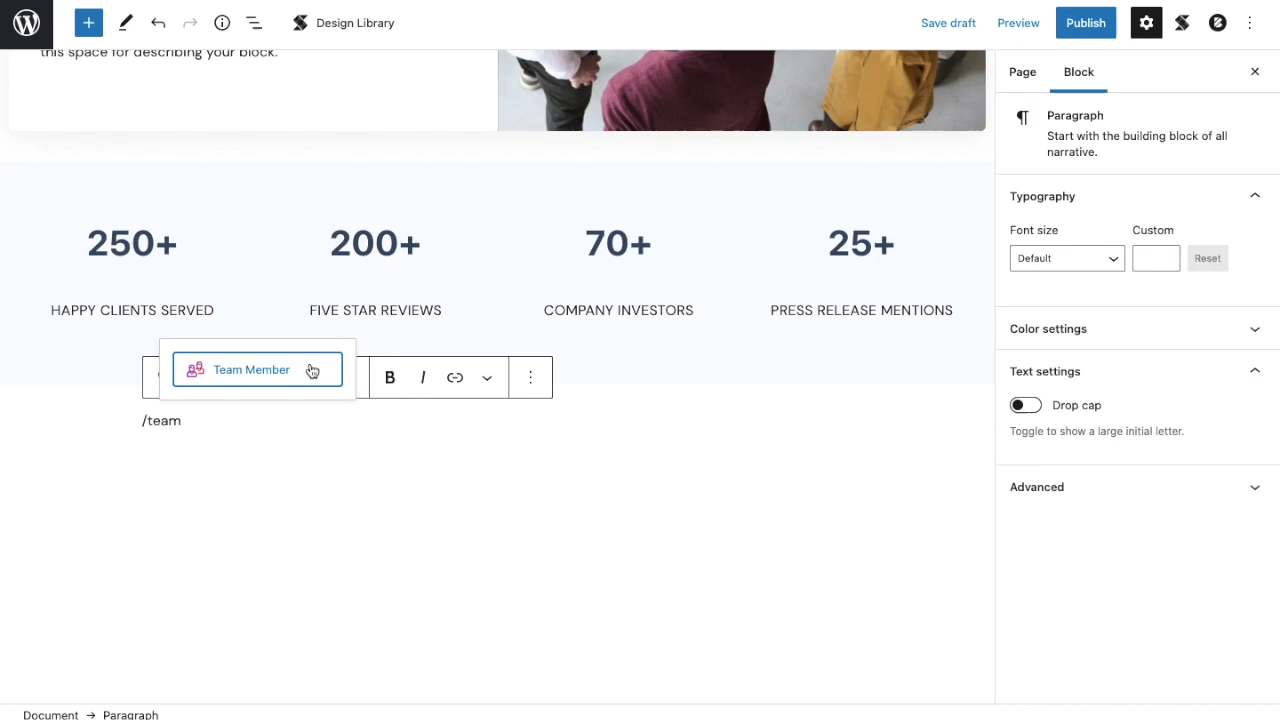 Design Library
Save draft
Preview
Publish
this space for describing your block.
Page
Block
Paragraph
Start with the building block of all
narrative.
Typography
Font size
Custom
Default
Reset
250+
200+
70+
25+
HAPPY CLIENTS SERVED
FIVE STAR REVIEWS
COMPANY INVESTORS
PRESS RELEASE MENTIONS
Color settings
Team Member
B
I
/team
Text settings
Drop cap
Toggle to show a large initial letter.
Advanced
Document → Paragraph